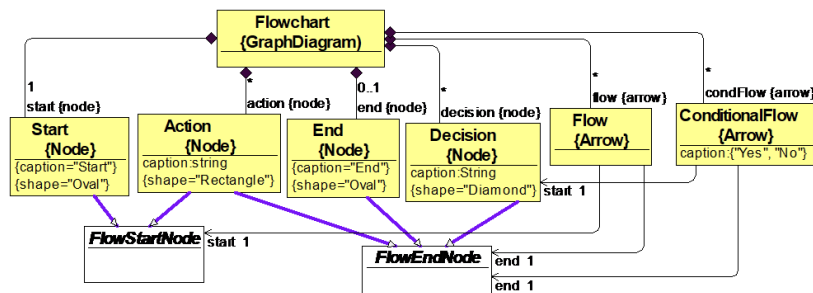 Flowchart
{GraphDiagram)
1
start {node}
*
action {node}
0..1
end {node}
*
decision {node}
*
flow {arrow}
*
condFlow {arrow}
Start
{Node}
{caption="Start"}
{shape="Oval"}
Action
{Node}
caption:string
{shape="Rectangle"}
End
{Node}
{caption="End"}
{shape="Oval"}
Decision
{Node}
caption:String
{shape="Diamond"}
Flow
{Arrow}
ConditionalFlow
{Arrow}
caption:{"Yes", "No"}
start 1
FlowStartNode
start 1
FlowEndNode
end 1
end 1